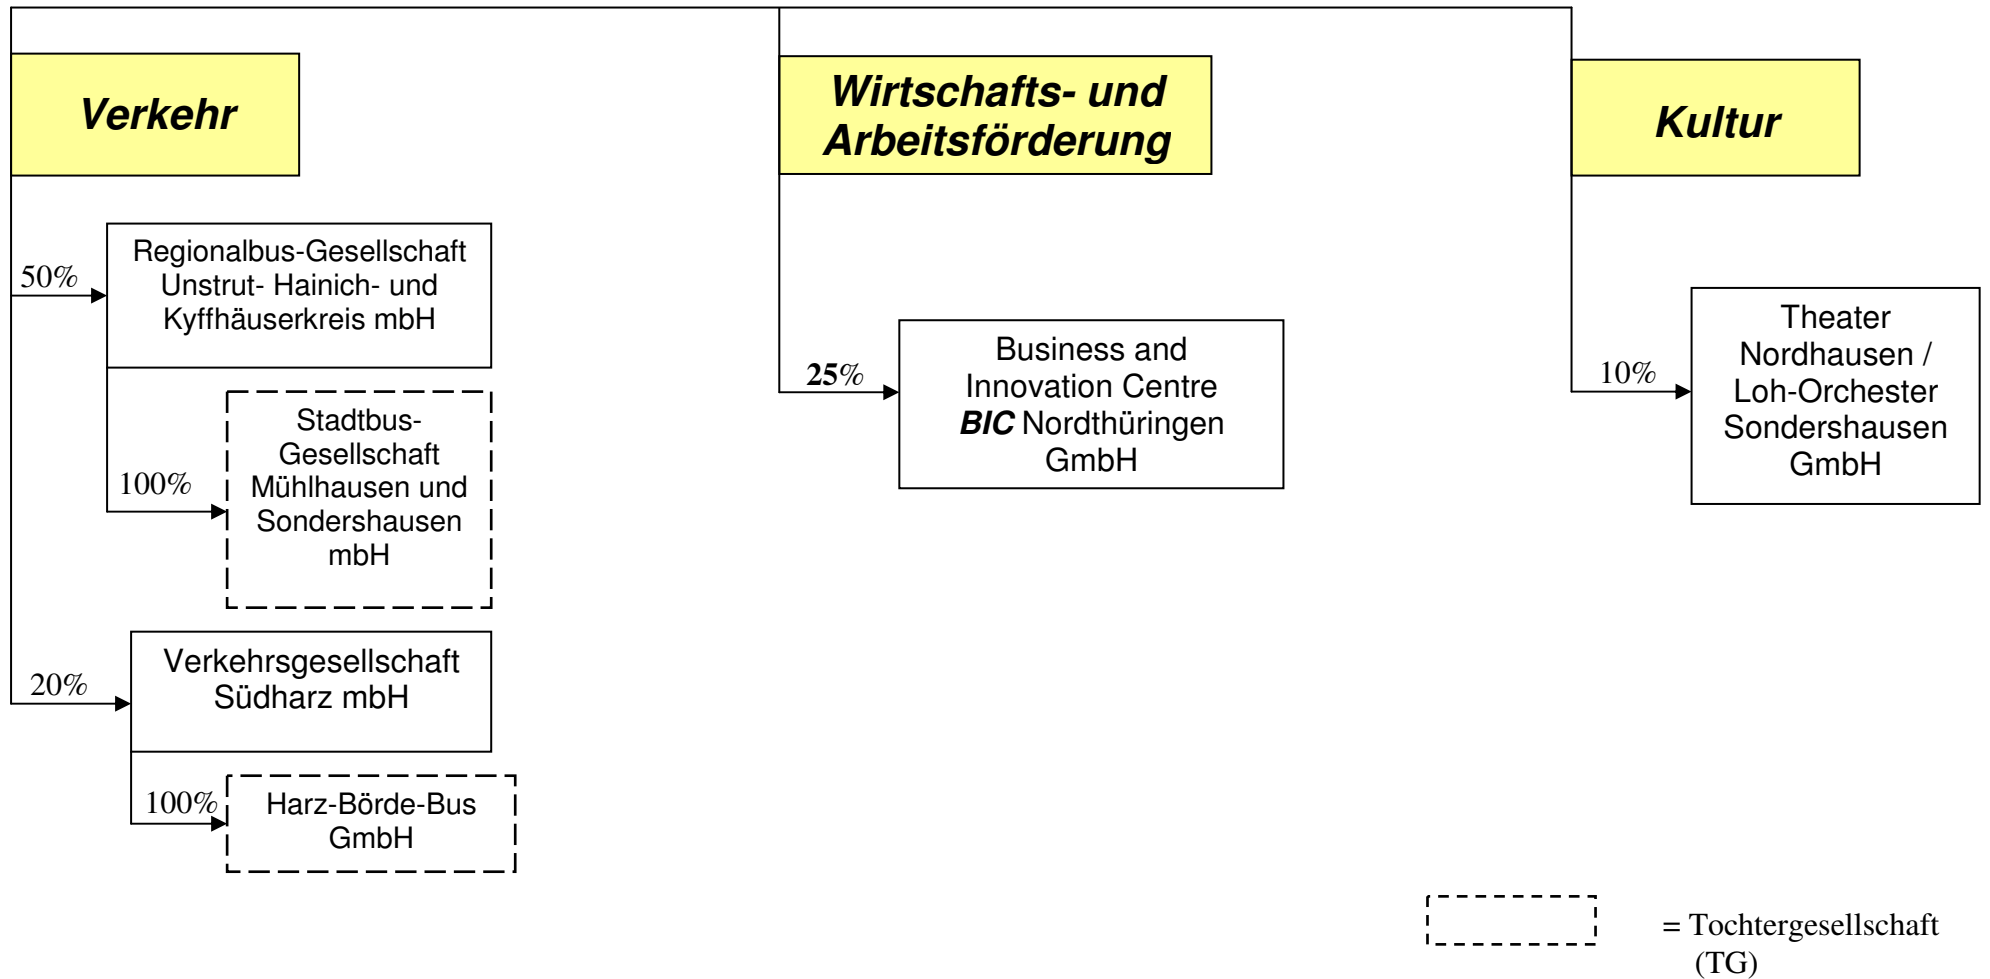 Verkehr
50%
Regionalbus-Gesellschaft
Unstrut- Hainich- und
Kyffhäuserkreis mbH
100%
Stadtbus-
Gesellschaft
Mühlhausen und
Sondershausen
mbH
20%
Verkehrsgesellschaft
Südharz mbH
100%
Harz-Börde-Bus
GmbH
Wirtschafts- und
Arbeitsförderung
25%
Business and
Innovation Centre
BIC Nordthüringen
GmbH
Kultur
10%
Theater
Nordhausen /
Loh-Orchester
Sondershausen
GmbH
= Tochtergesellschaft
(TG)